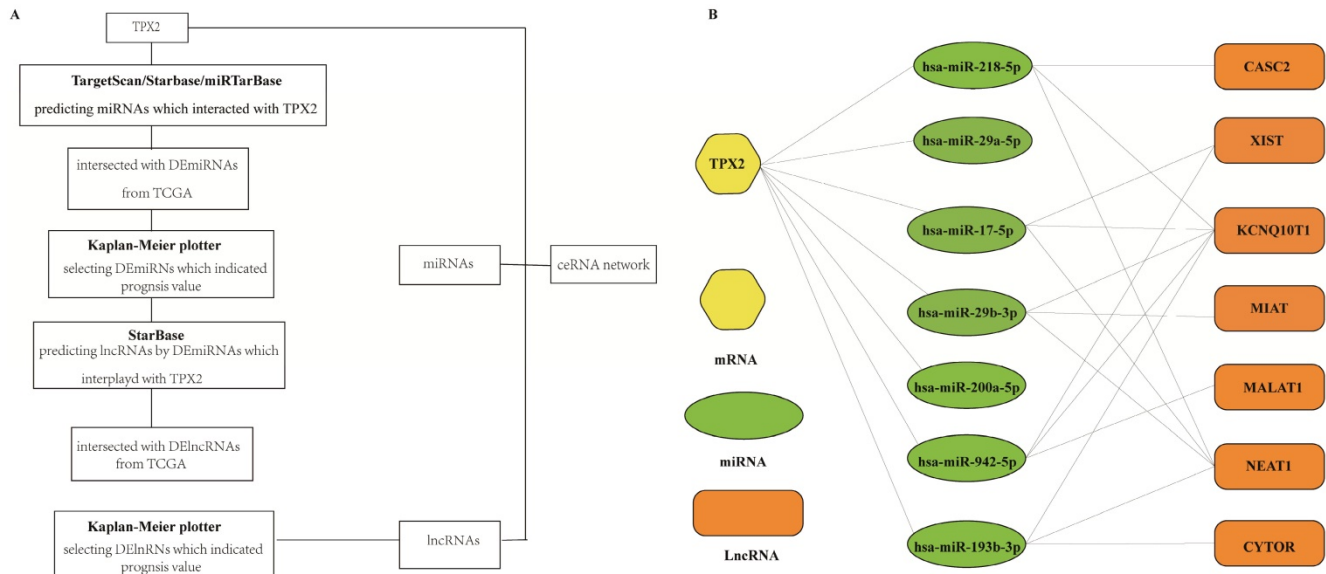 A
TPX2
TargetScan/Starbase/miRTarBase
predicting miRNAs which interacted with TPX2
intersected with DEmiRNAs
from TCGA
Kaplan-Meier plotter
selecting DEmiRNs which indicated
prognsis value
StarBase
predicting lncRNAs by DEmiRNAs which
interplayd with TPX2
intersected with DElncRNAs
from TCGA
Kaplan-Meier plotter
selecting DElnRNs which indicated
prognsis value
miRNAs
ceRNA network
lncRNAs
B
TPX2
mRNA
miRNA
LncRNA
hsa-miR-218-5p
hsa-miR-29a-5p
hsa-miR-17-5p
hsa-miR-29b-3p
hsa-miR-200a-5p
hsa-miR-942-5p
hsa-miR-193b-3p
CASC2
XIST
KCNQ10T1
MIAT
MALAT1
NEAT1
CYTOR